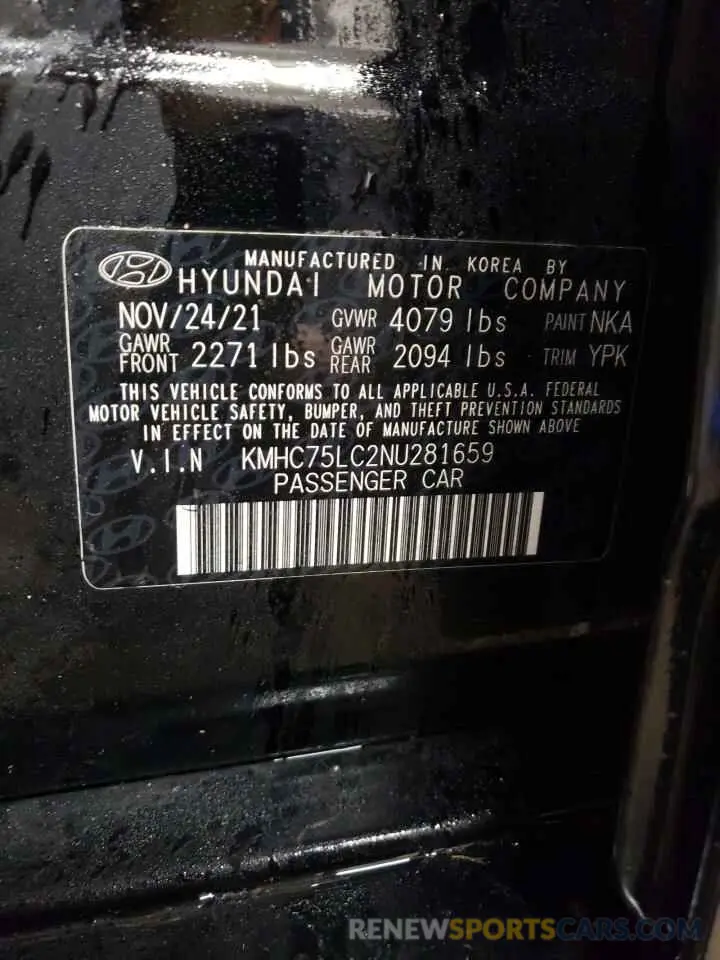 MANUFACTURED IN KOREA BY
HYUNDAI MOTOR COMPANY
NOV/24/21 GVWR 4079 lbs PAINT NKA
GAWR FRONT 2271 lbs GAWR REAR 2094 lbs TRIM YPK
THIS VEHICLE CONFORMS TO ALL APPLICABLE U.S.A. FEDERAL
MOTOR VEHICLE SAFETY, BUMPER, AND THEFT PREVENTION STANDARDS
IN EFFECT ON THE DATE OF MANUFACTURE SHOWN ABOVE
V.I.N KMHC75LC2NU281659
PASSENGER CAR
RENEWSPORTSCARS.COM